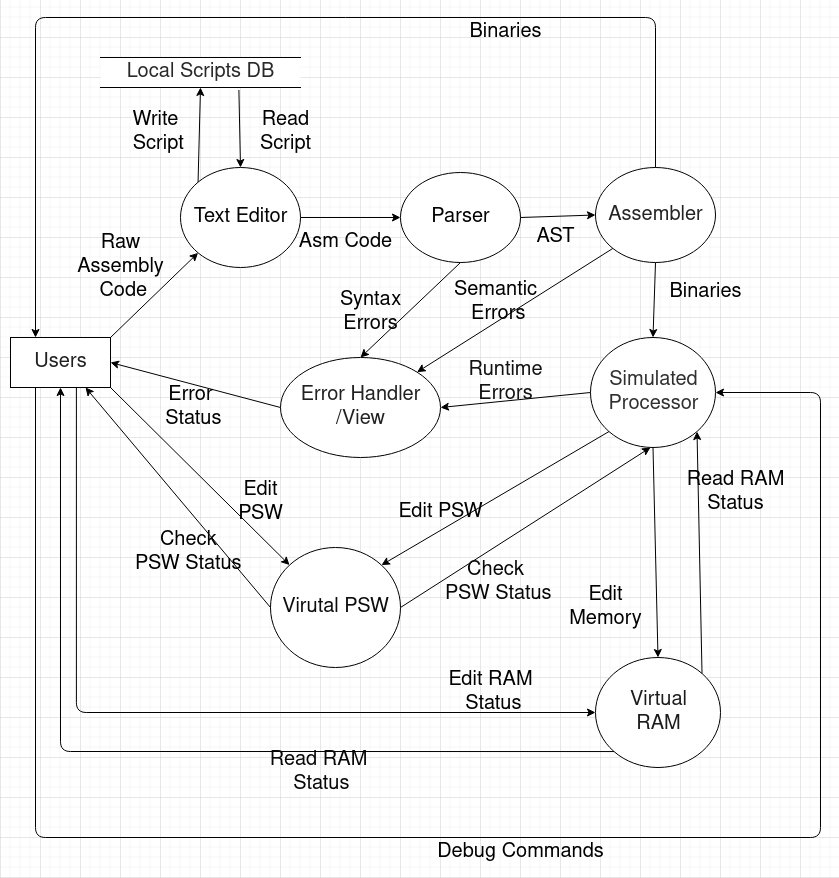 Binaries
Local Scripts DB
Write
Script
Read
Script
Text Editor
Parser
Assembler
Asm Code
AST
Raw
Assembly
Code
Syntax
Errors
Semantic
Errors
Binaries
Users
Error
Status
Error Handler
/View
Runtime
Errors
Simulated
Processor
Edit
PSW
Edit PSW
Read RAM
Status
Check
PSW Status
Check
PSW Status
Virutal PSW
Edit
Memory
Edit RAM
Status
Virtual
RAM
Read RAM
Status
Debug Commands